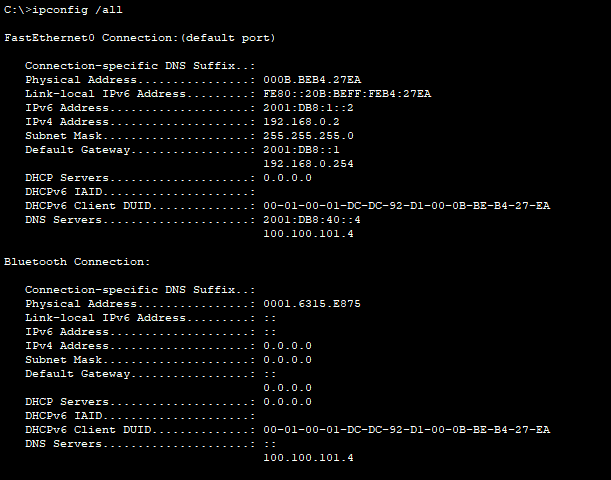 C:\>ipconfig /all
FastEthernet0 Connection:(default port)
Connection-specific DNS Suffix..:
Physical Address................: 000B.BEB4.27EA
Link-local IPv6 Address.........: FE80::20B:BEFF:FEB4:27EA
IPv6 Address....................: 2001:DB8:1::2
IPv4 Address....................: 192.168.0.2
Subnet Mask.....................: 255.255.255.0
Default Gateway.................: 2001:DB8::1
192.168.0.254
DHCP Servers....................: 0.0.0.0
DHCPv6 IAID.....................:
DHCPv6 Client DUID..............: 00-01-00-01-DC-DC-92-D1-00-0B-BE-B4-27-EA
DNS Servers.....................: 2001:DB8:40::4
100.100.101.4
Bluetooth Connection:
Connection-specific DNS Suffix..:
Physical Address................: 0001.6315.E875
Link-local IPv6 Address.........: ::
IPv6 Address....................: ::
IPv4 Address....................: 0.0.0.0
Subnet Mask.....................: 0.0.0.0
Default Gateway.................: ::
0.0.0.0
DHCP Servers....................: 0.0.0.0
DHCPv6 IAID.....................:
DHCPv6 Client DUID..............: 00-01-00-01-DC-DC-92-D1-00-0B-BE-B4-27-EA
DNS Servers.....................: ::
100.100.101.4